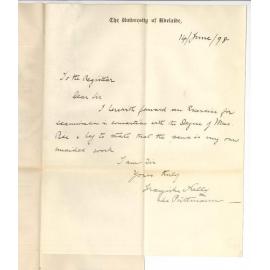 The University of Adelaide,
14/June/98
To the Registrar
Dear Sir
I herewith forward an Exercise for
examination in connection with the Degree of Mus.
Bac & beg to state that the same is my own
unaided work
I am Sir
Yours truly